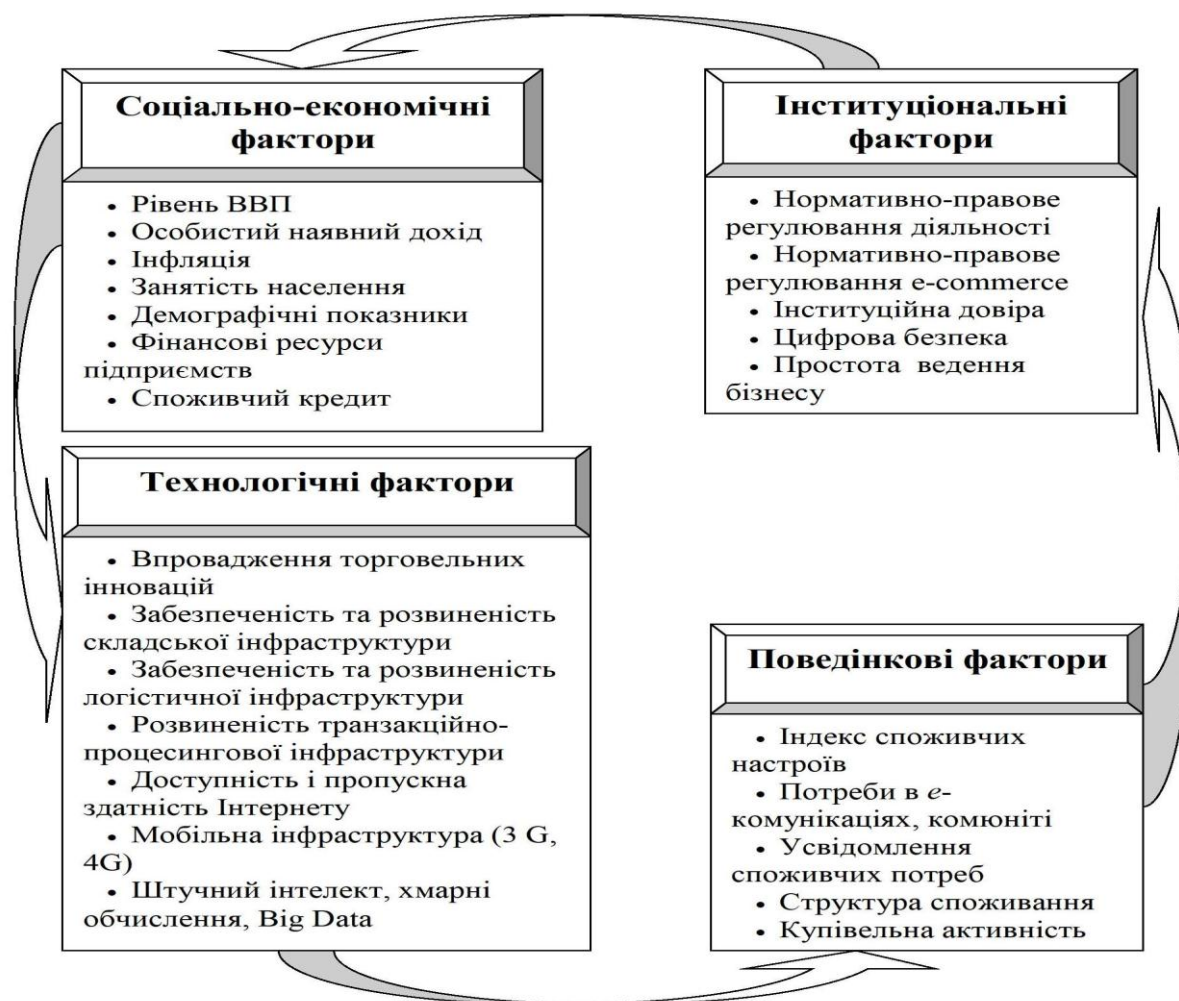 Соціально-економічні
фактори
• Рівень ВВП
• Особистий наявний дохід
• Інфляція
• Занятість населення
• Демографічні показники
• Фінансові ресурси
підприємств
• Споживчий кредит
Інституціональні
фактори
• Нормативно-правове
регулювання діяльності
• Нормативно-правове
регулювання e-commerce
• Інституційна довіра
• Цифрова безпека
• Простота ведення
бізнесу
Технологічні фактори
• Впровадження торговельних
інновацій
• Забезпеченість та розвиненість
складської інфраструктури
• Забезпеченість та розвиненість
логістичної інфраструктури
• Розвиненість транзакційно-
процесингової інфраструктури
• Доступність і пропускна
здатність Інтернету
• Мобільна інфраструктура (3 G,
4G)
• Штучний інтелект, хмарні
обчислення, Big Data
Поведінкові фактори
• Індекс споживчих
настроїв
• Потреби в e-
комунікаціях, комюніті
• Усвідомлення
споживчих потреб
• Структура споживання
• Купівельна активність